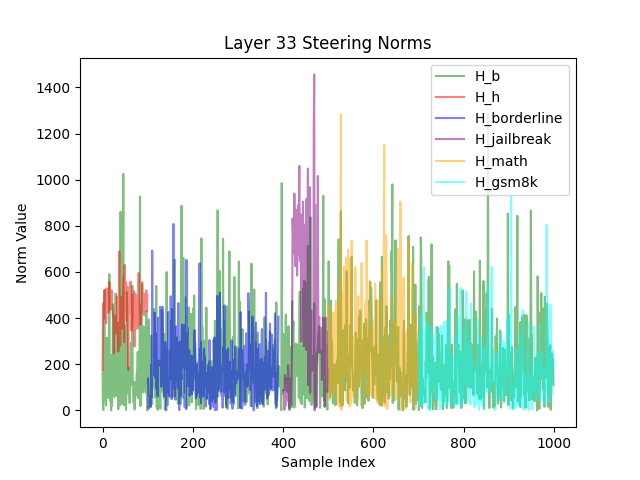 Layer 33 Steering Norms
Norm Value
1400
1200
1000
800
600
400
200
0
H_b
H_h
H_borderline
H_jailbreak
H_math
H_gsm8k
0
200
400
600
800
1000
Sample Index